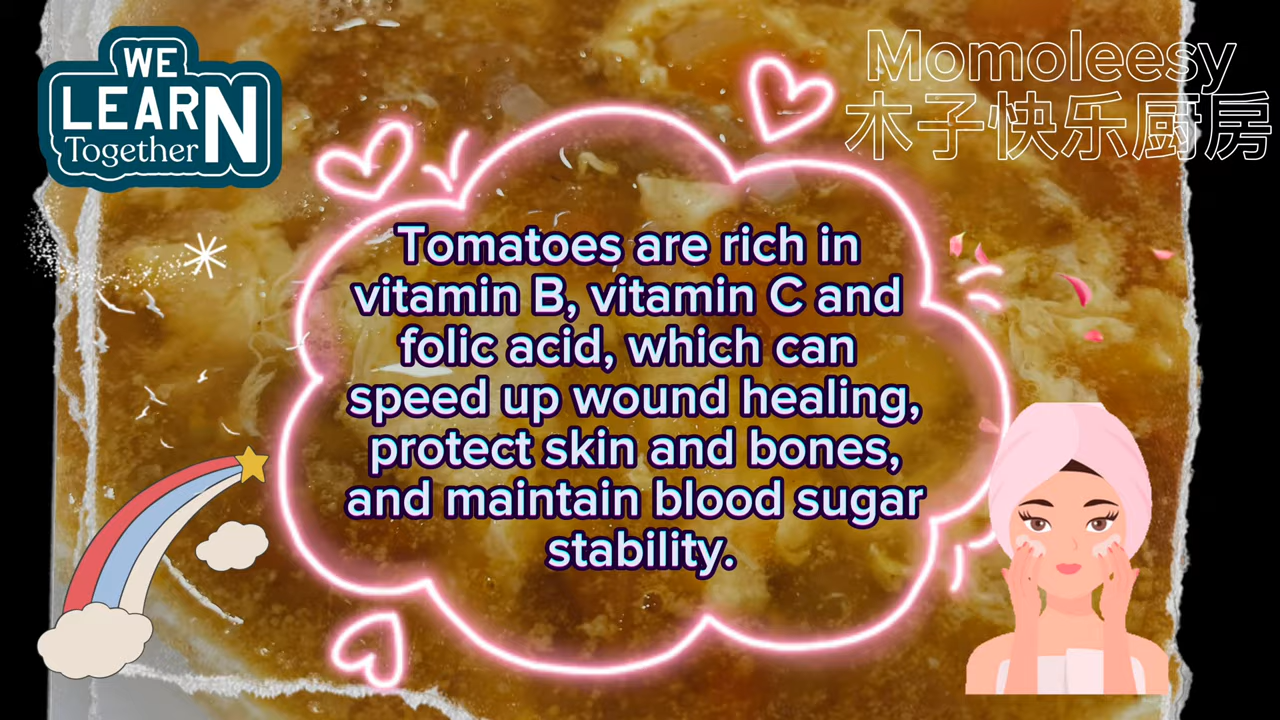 WE
LEARN
Together
Momoleesy
木子快乐厨房
Tomatoes are rich in
vitamin B, vitamin C and
folic acid, which can
speed up wound healing,
protect skin and bones,
and maintain blood sugar
stability.